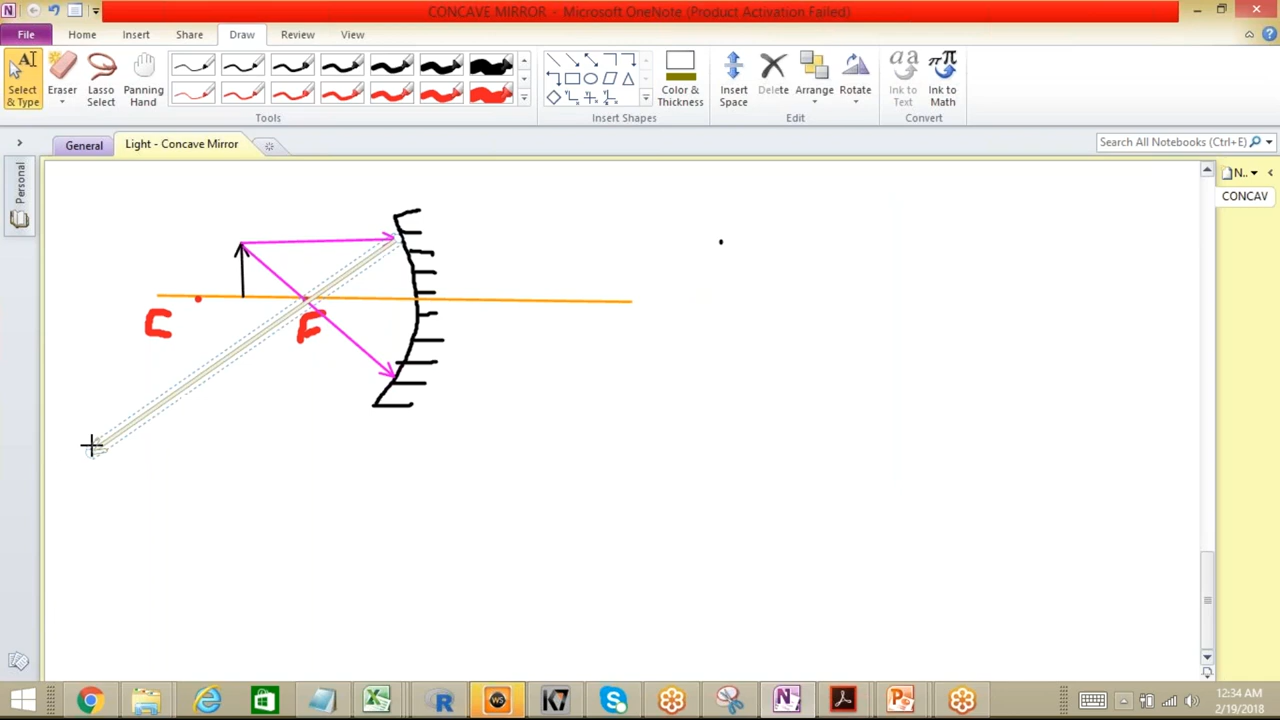 CONCAVE MIRROR - Microsoft OneNote (Product Activation Failed)
File Home Insert Share Draw Review View
Select & Type
Eraser
Lasso Select
Panning Hand
Color & Thickness
Insert Space
Delete
Arrange
Rotate
Ink to Text
Ink to Math
Tools
Insert Shapes
Edit
Convert
General
Light - Concave Mirror
Search All Notebooks (Ctrl+E)
Personal
N..
CONCAV
C
F
12:34 AM
2/19/2018